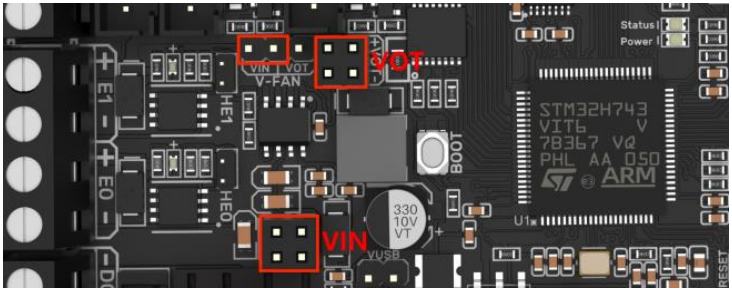 Status
Power
VIN VOT
V-FAN
+
-
VOT
+
E1
-
+
HE1
+
E0
-
+
HE0
BOOT
STM32H743
VIT6 V
7B367 VQ
PHL AA 050
ST ARM
U1
330
10V
VT
+
VIN
VUSB
RESET